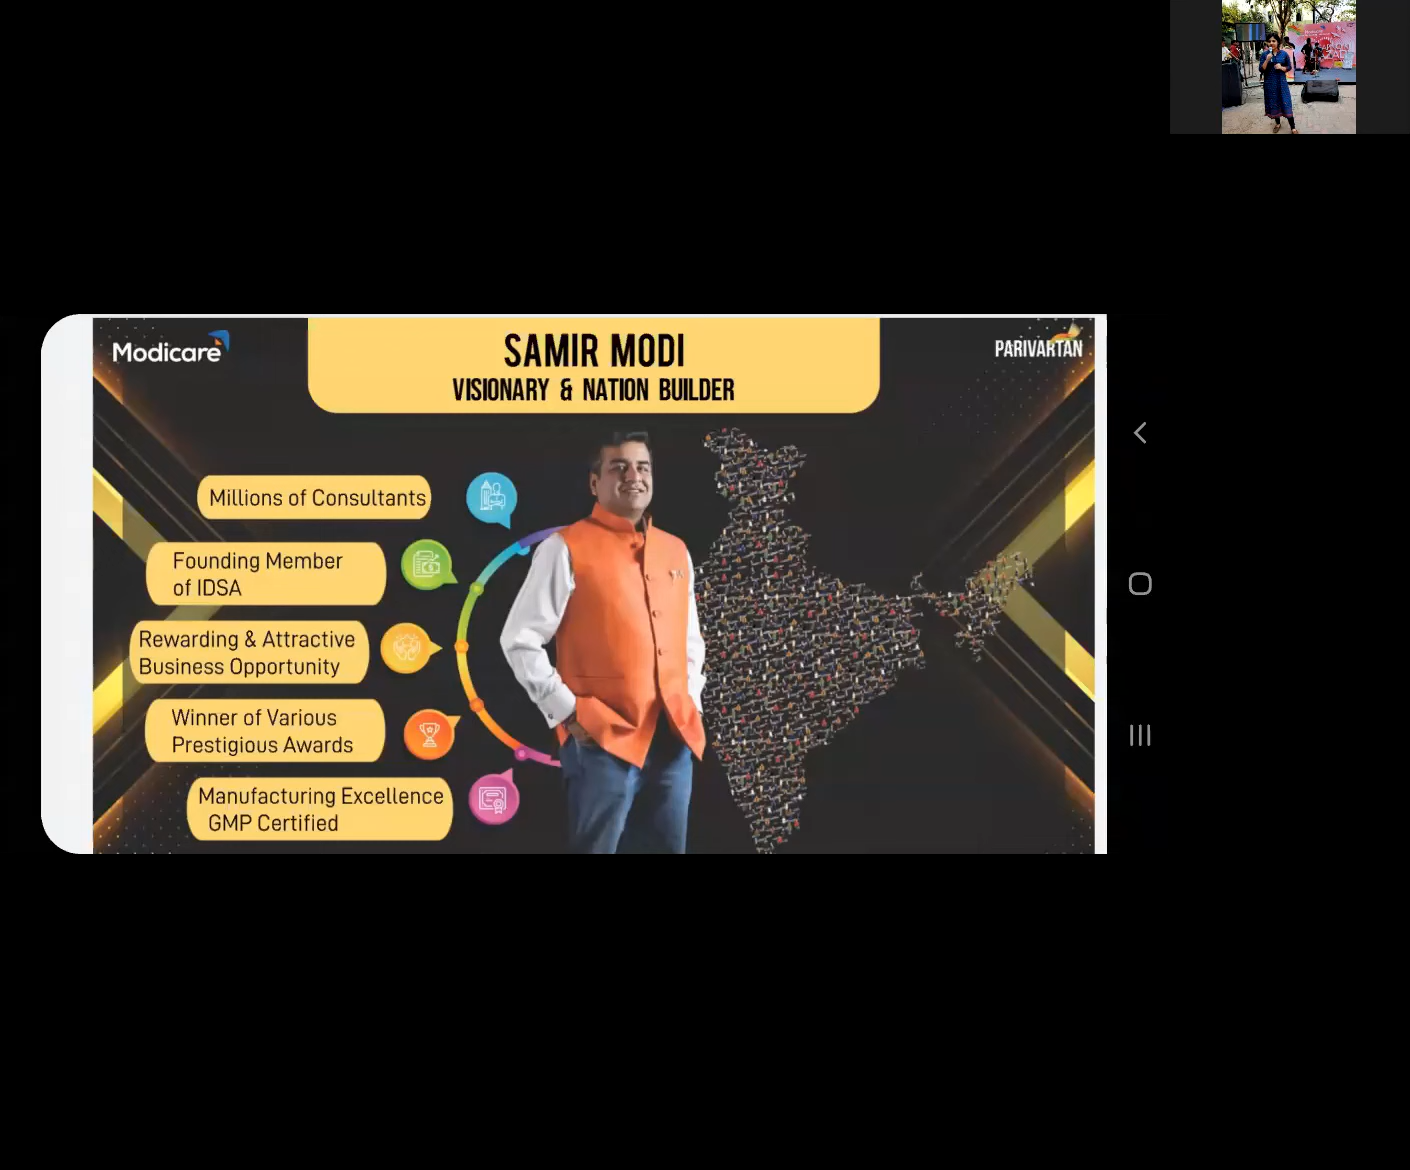 Modicare
SAMIR MODI
VISIONARY & NATION BUILDER
PARIVARTAN
Millions of Consultants
Founding Member
of IDSA
Rewarding & Attractive
Business Opportunity
Winner of Various
Prestigious Awards
Manufacturing Excellence
GMP Certified